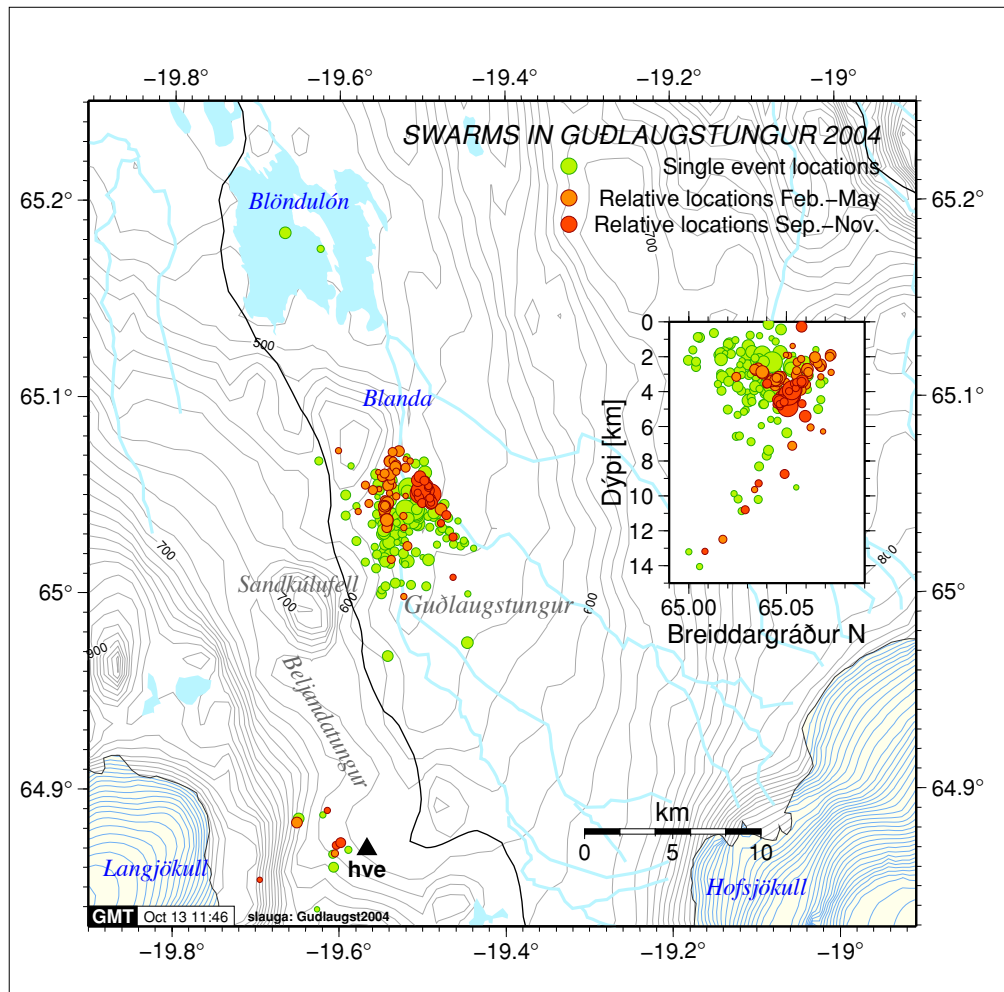 −19.8° −19.6° −19.4° −19.2° −19°
SWARMS IN GUÐLAUGSTUNGUR 2004
Single event locations
Relative locations Feb.−May
Relative locations Sep.−Nov.
65.2° 65.2°
Blöndulón
700
500
0
2
4
6
8
10
12
14
Dýpi [km]
65.00 65.05
Breiddargráður N
65.1° 65.1°
Blanda
700
800
65° 65°
Sandkúlufell
700
600
Guðlaugstungur
600
900
Beljandatungur
64.9° 64.9°
km
0 5 10
hve
Langjökull
Hofsjökull
GMT Oct 13 11:46 slauga: Gudlaugst2004
−19.8° −19.6° −19.4° −19.2° −19°